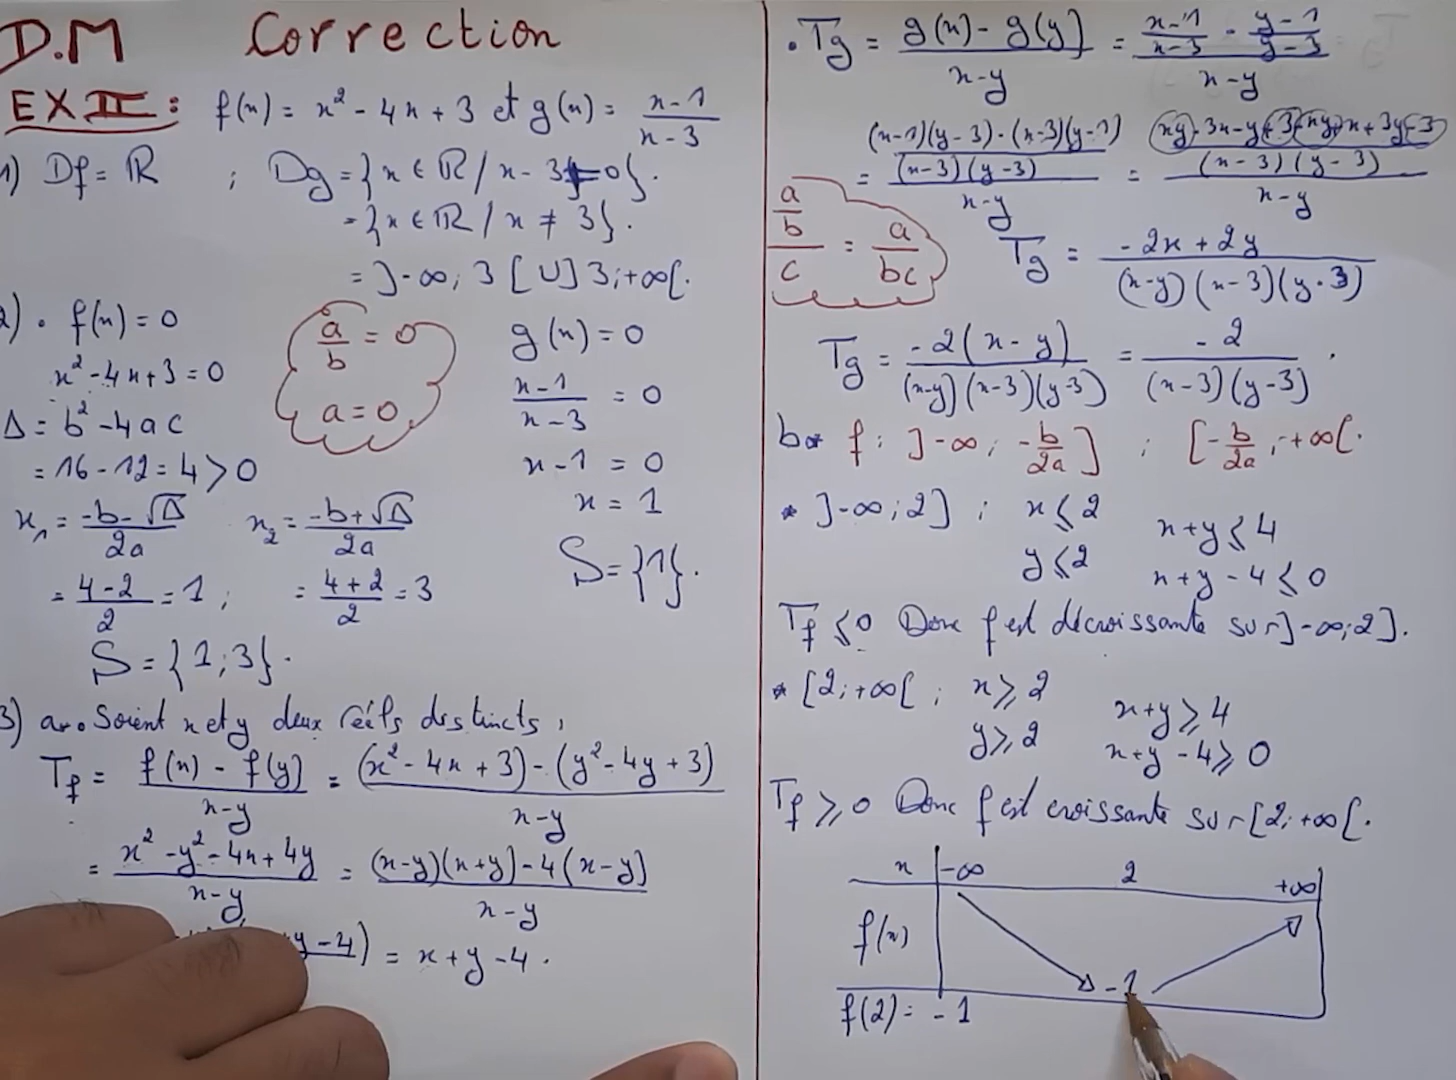 D.M Correction
EX II : f(x) = x² - 4x + 3 et g(x) = (x-1)/(x-3)
1) Df = ℝ ; Dg = {x ∈ ℝ / x - 3 ≠ 0}.
= {x ∈ ℝ / x ≠ 3}.
= ]-∞; 3[ U ]3; +∞[.
2) • f(x) = 0
x² - 4x + 3 = 0
Δ = b² - 4ac
= 16 - 12 = 4 > 0
x₁ = (-b-√Δ)/2a x₂ = (-b+√Δ)/2a
= (4-2)/2 = 1 ; = (4+2)/2 = 3
S = {1; 3}.
a/b = 0
a = 0
g(x) = 0
(x-1)/(x-3) = 0
x - 1 = 0
x = 1
S = {1}.
3) a- • Soient x et y deux réels distincts,
Tf = (f(x) - f(y))/(x-y) = ((x² - 4x + 3) - (y² - 4y + 3))/(x-y)
= (x² - y² - 4x + 4y)/(x-y) = ((x-y)(x+y) - 4(x-y))/(x-y)
y - 4) = x + y - 4.
• Tg = (g(x) - g(y))/(x-y) = ((x-1)/(x-3) - (y-1)/(y-3))/(x-y)
= (((x-1)(y-3) - (x-3)(y-1))/((x-3)(y-3)))/(x-y) = ((xy - 3x - y + 3 - xy + x + 3y - 3)/((x-3)(y-3)))/(x-y)
(a/b)/c = a/bc
Tg = (-2x + 2y)/((x-y)(x-3)(y-3))
Tg = -2(x-y)/((x-y)(x-3)(y-3)) = -2/((x-3)(y-3)).
b* f : ]-∞; -b/2a] ; [-b/2a; +∞[.
* ]-∞; 2] ; x ≤ 2 x+y ≤ 4
y ≤ 2 x+y - 4 ≤ 0
Tf ≤ 0 Donc f est décroissante sur ]-∞; 2].
* [2; +∞[ ; x ≥ 2 x+y ≥ 4
y ≥ 2 x+y - 4 ≥ 0
Tf ≥ 0 Donc f est croissante sur [2; +∞[.
x -∞ 2 +∞
f(x)
-1
f(2) = -1